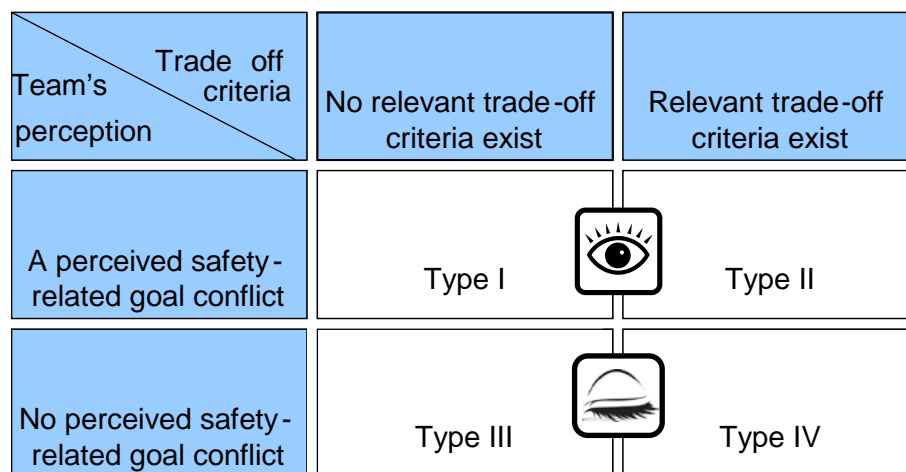 Trade off
criteria
Team's
perception
No relevant trade-off
criteria exist
Relevant trade-off
criteria exist
A perceived safety-
related goal conflict
Type I
Type II
No perceived safety-
related goal conflict
Type III
Type IV